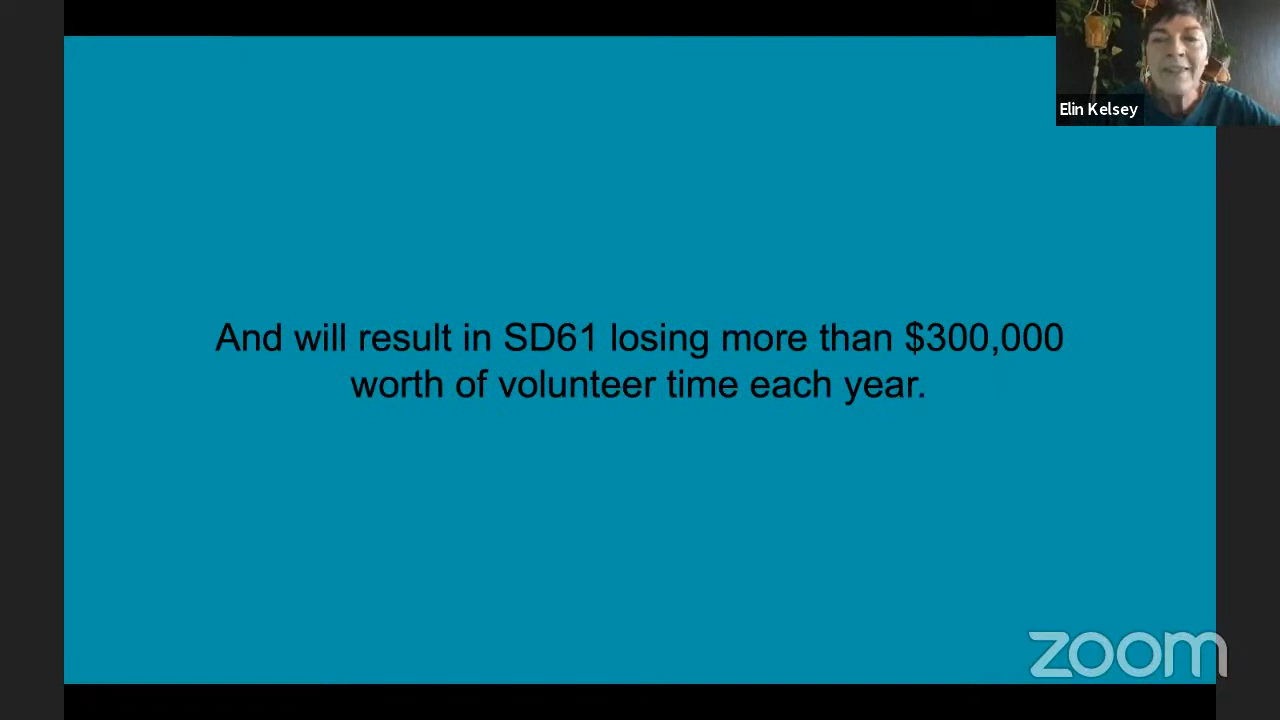 Elin Kelsey
And will result in SD61 losing more than $300,000
worth of volunteer time each year.
zoom